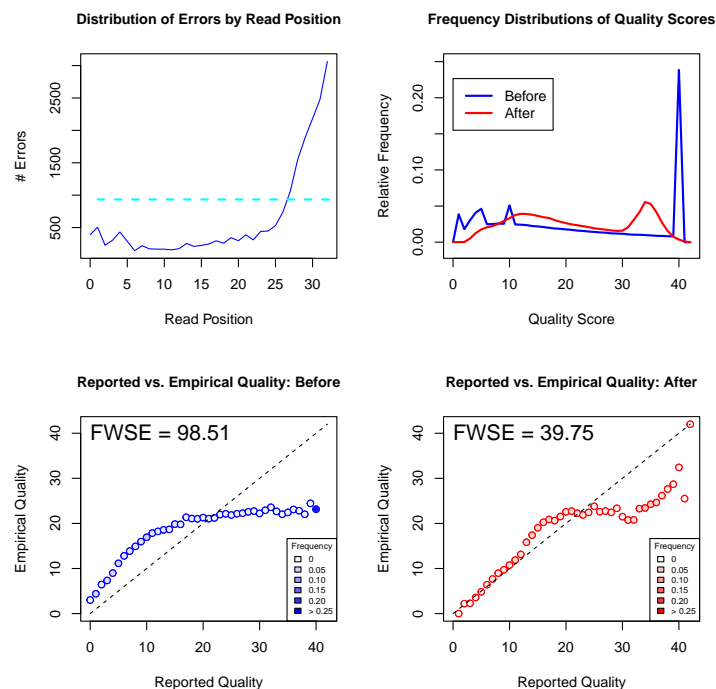 Distribution of Errors by Read Position
# Errors
500
1500
2500
0 5 10 15 20 25 30
Read Position
Frequency Distributions of Quality Scores
Relative Frequency
0.00
0.10
0.20
Before
After
0 10 20 30 40
Quality Score
Reported vs. Empirical Quality: Before
FWSE = 98.51
Empirical Quality
0
10
20
30
40
Frequency
0
0.05
0.10
0.15
0.20
> 0.25
0 10 20 30 40
Reported Quality
Reported vs. Empirical Quality: After
FWSE = 39.75
Empirical Quality
0
10
20
30
40
Frequency
0
0.05
0.10
0.15
0.20
> 0.25
0 10 20 30 40
Reported Quality